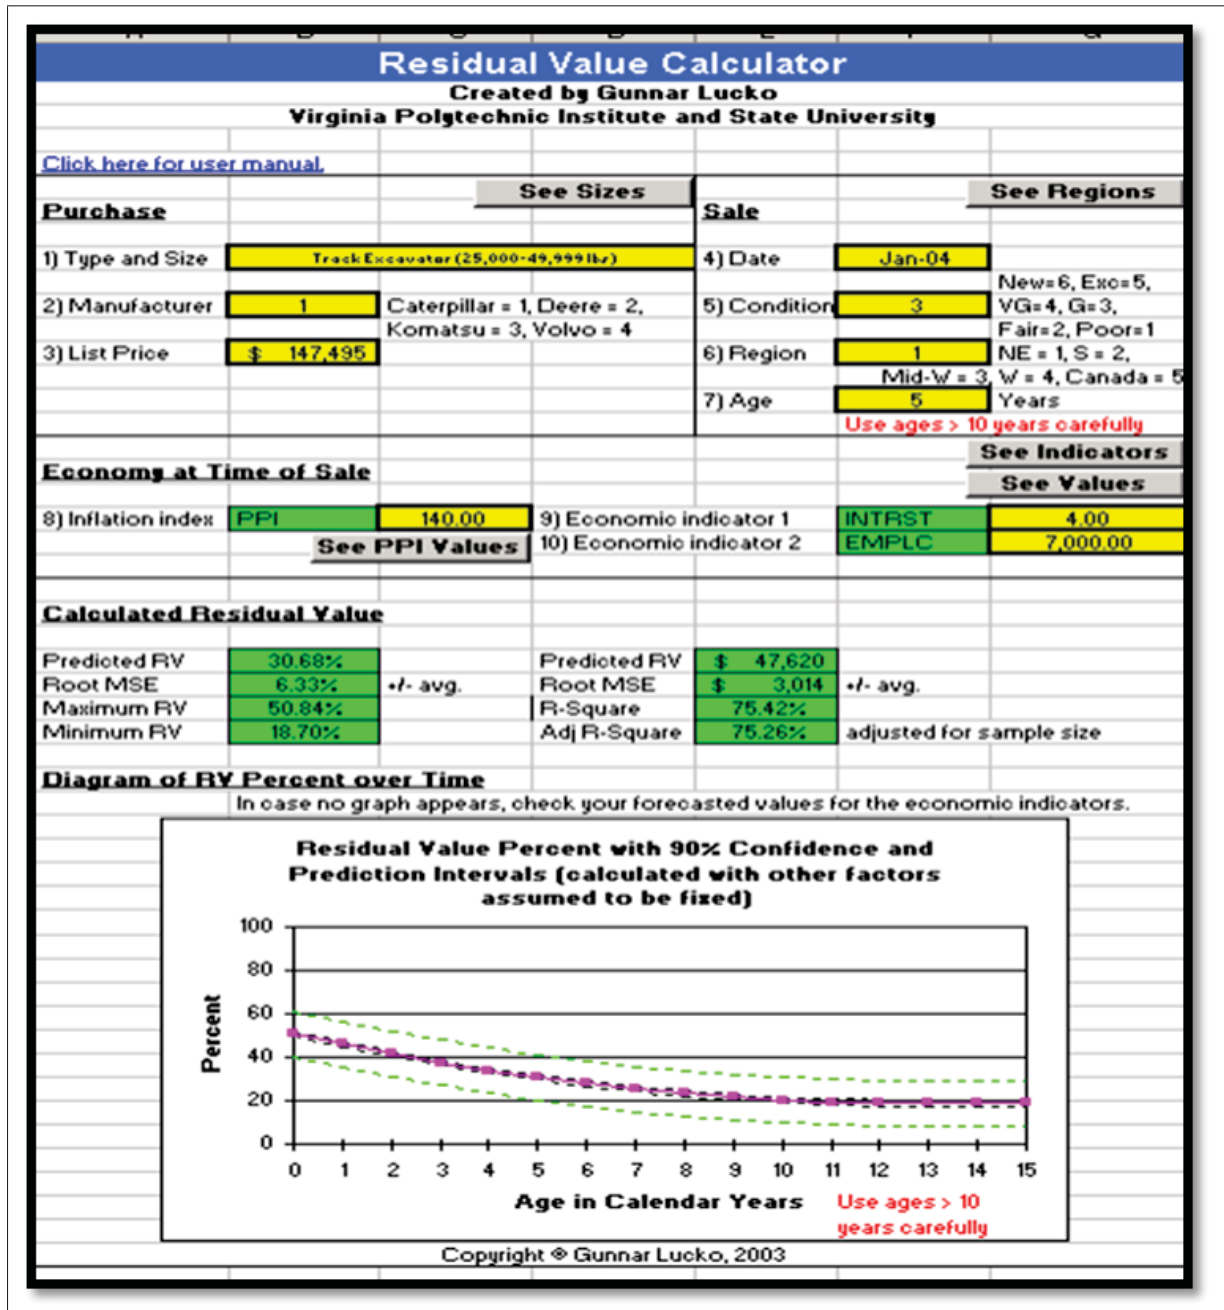 Residual Value Calculator
Created by Gunnar Lucko
Virginia Polytechnic Institute and State University
Click here for user manual.
See Sizes
See Regions
Purchase
Sale
1) Type and Size
Track Excavator (25,000-49,999 lbs)
4) Date
Jan-04
New=6, Exc=5,
2) Manufacturer
1
Caterpillar = 1, Deere = 2,
5) Condition
3
VG=4, G=3,
Komatsu = 3, Volvo = 4
Fair=2, Poor=1
3) List Price
$ 147,495
6) Region
1
NE = 1, S = 2,
Mid-W = 3, W = 4, Canada = 5
7) Age
5
Years
Use ages > 10 years carefully
See Indicators
Economy at Time of Sale
See Values
8) Inflation index
PPI
140.00
9) Economic indicator 1
INTRST
4.00
See PPI Values
10) Economic indicator 2
EMPLC
7,000.00
Calculated Residual Value
Predicted RV
30.68%
Predicted RV
$ 47,620
Root MSE
6.33%
+/- avg.
Root MSE
$ 3,014
+/- avg.
Maximum RV
50.84%
R-Square
75.42%
Minimum RV
18.70%
Adj R-Square
75.26%
adjusted for sample size
Diagram of RV Percent over Time
In case no graph appears, check your forecasted values for the economic indicators.
Residual Value Percent with 90% Confidence and
Prediction Intervals (calculated with other factors
assumed to be fixed)
100
80
60
40
20
0
Percent
0 1 2 3 4 5 6 7 8 9 10 11 12 13 14 15
Age in Calendar Years
Use ages > 10
years carefully
Copyright © Gunnar Lucko, 2003